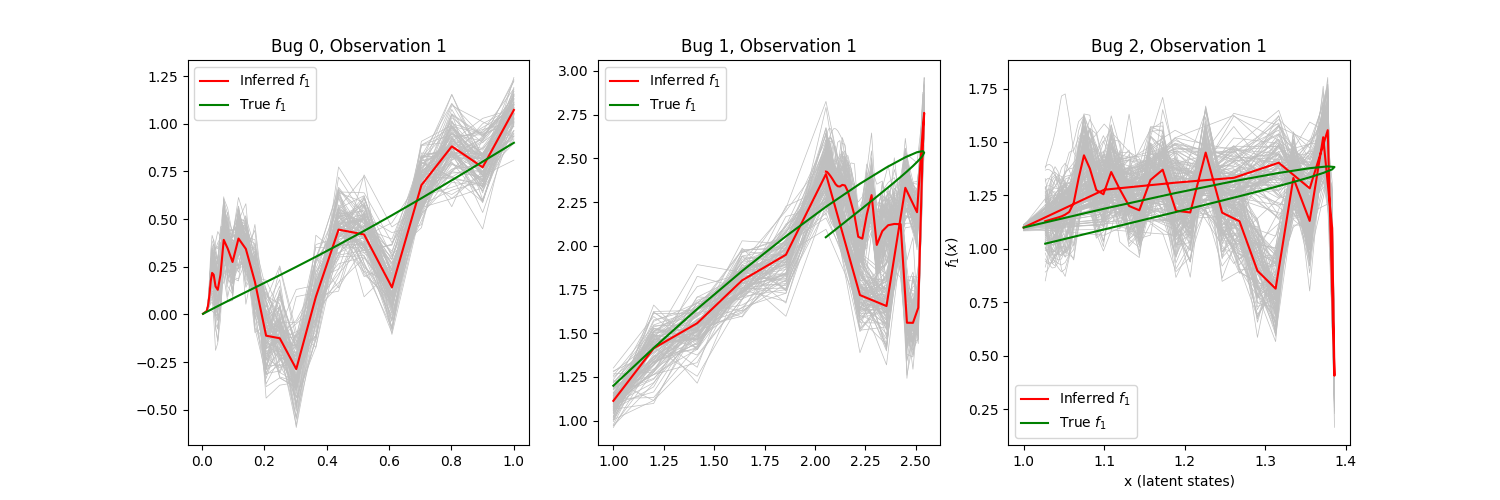 Bug 0, Observation 1
Inferred f₁
True f₁
1.25
1.00
0.75
0.50
0.25
0.00
−0.25
−0.50
0.0 0.2 0.4 0.6 0.8 1.0
Bug 1, Observation 1
Inferred f₁
True f₁
3.00
2.75
2.50
2.25
2.00
1.75
1.50
1.25
1.00
1.00 1.25 1.50 1.75 2.00 2.25 2.50
Bug 2, Observation 1
f₁(x)
1.75
1.50
1.25
1.00
0.75
0.50
0.25
Inferred f₁
True f₁
1.0 1.1 1.2 1.3 1.4
x (latent states)